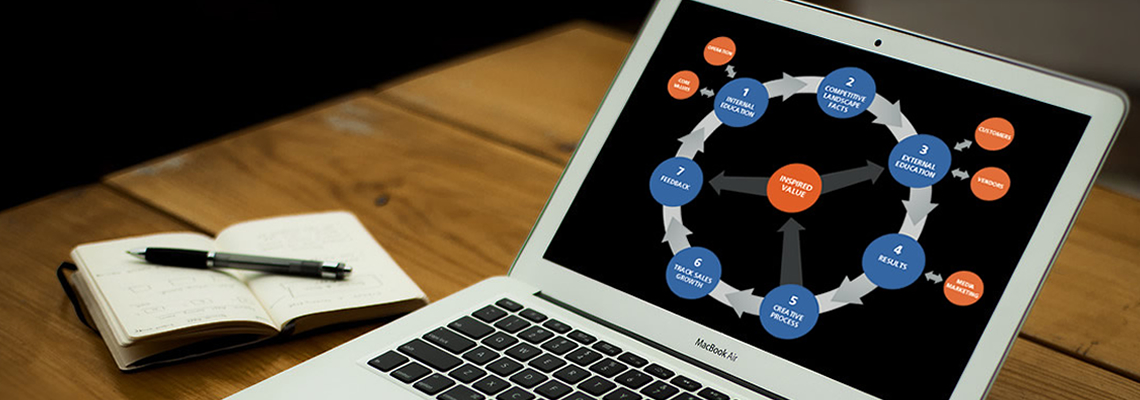 OPERATION
CORE
VALUES
1
INTERNAL
EDUCATION
2
COMPETITIVE
LANDSCAPE
FACTS
3
EXTERNAL
EDUCATION
CUSTOMERS
VENDORS
7
FEEDBACK
INSPIRED
VALUE
4
RESULTS
MEDIA
MARKETING
6
TRACK SALES
GROWTH
5
CREATIVE
PROCESS
MacBook Air